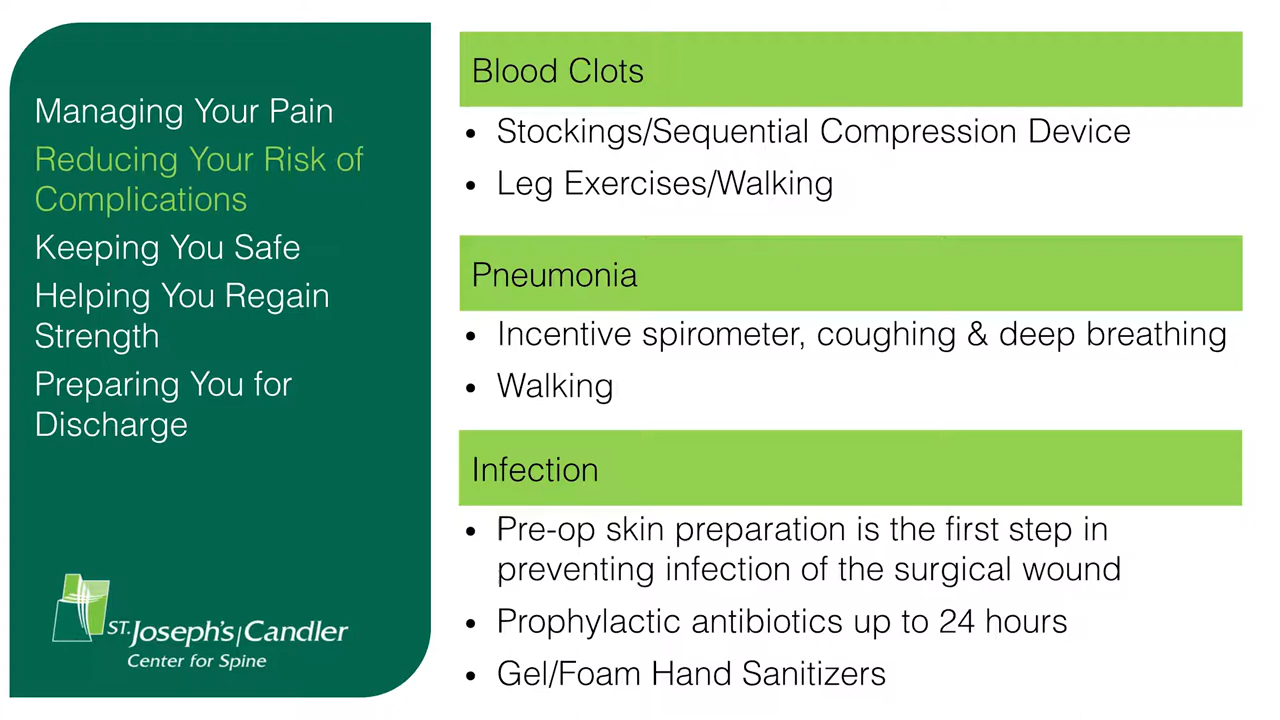 Managing Your Pain
Reducing Your Risk of
Complications
Keeping You Safe
Helping You Regain
Strength
Preparing You for
Discharge
ST. Joseph's|Candler
Center for Spine
Blood Clots
• Stockings/Sequential Compression Device
• Leg Exercises/Walking
Pneumonia
• Incentive spirometer, coughing & deep breathing
• Walking
Infection
• Pre-op skin preparation is the first step in
preventing infection of the surgical wound
• Prophylactic antibiotics up to 24 hours
• Gel/Foam Hand Sanitizers